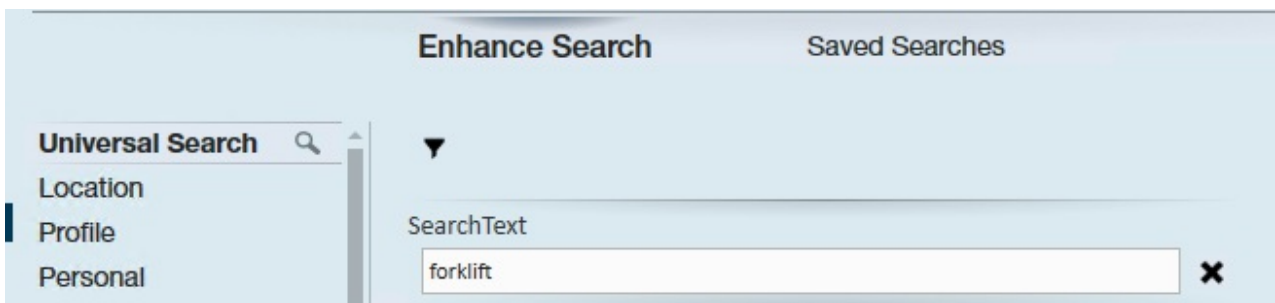 Enhance Search
Saved Searches
Universal Search
Location
Profile
Personal
SearchText
forklift